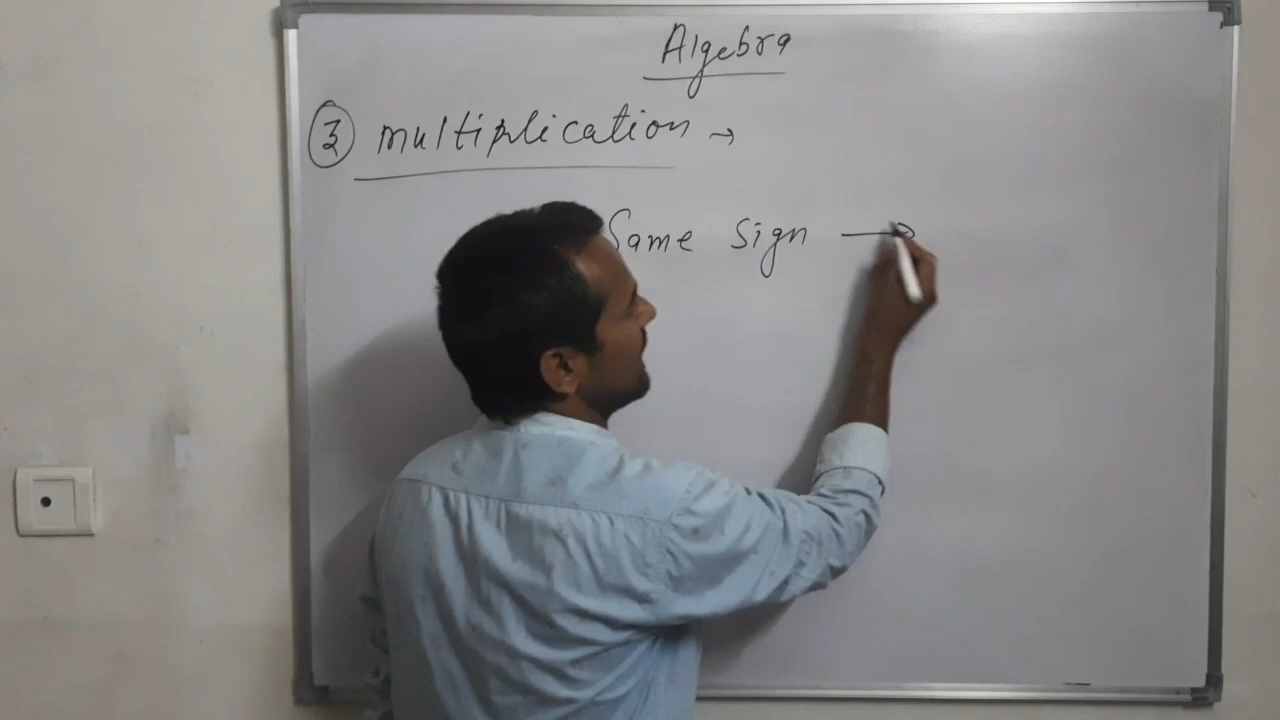 Algebra
③ multiplication →
Same Sign →